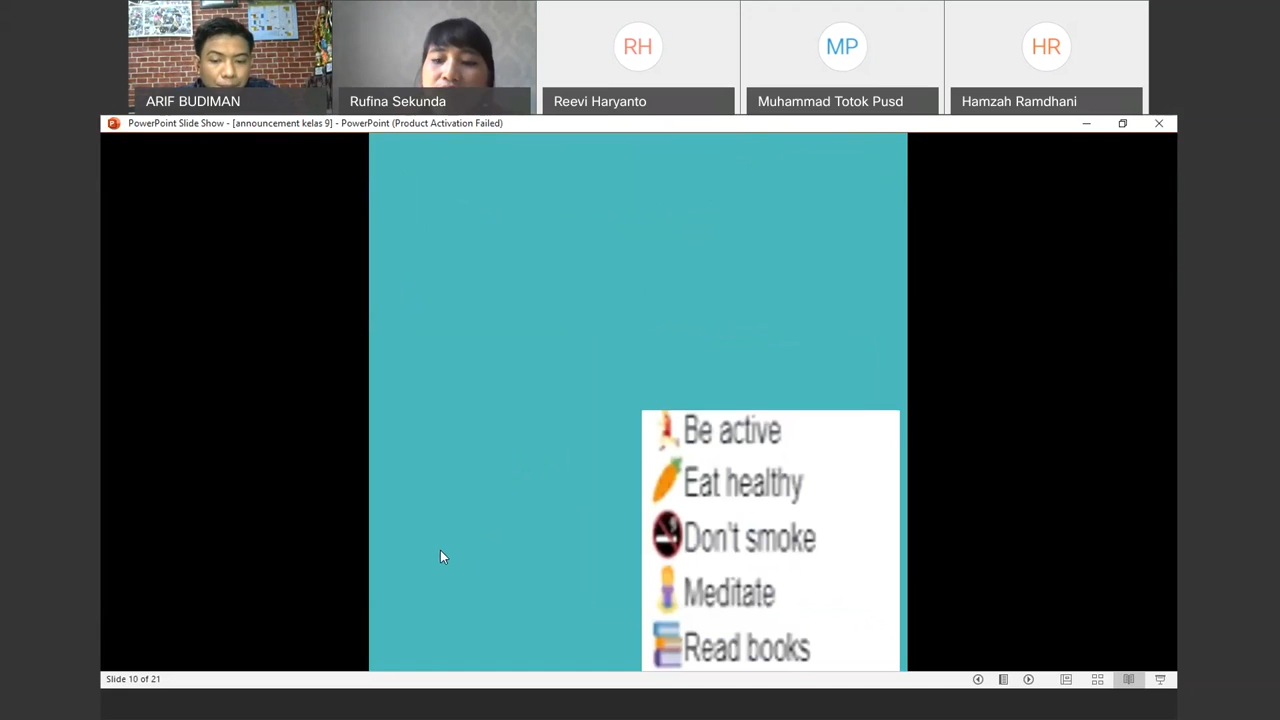 RH
MP
HR
ARIF BUDIMAN
Rufina Sekunda
Reevi Haryanto
Muhammad Totok Pusd
Hamzah Ramdhani
PowerPoint Slide Show - [announcement kelas 9] - PowerPoint (Product Activation Failed)
Be active
Eat healthy
Don't smoke
Meditate
Read books
Slide 10 of 21